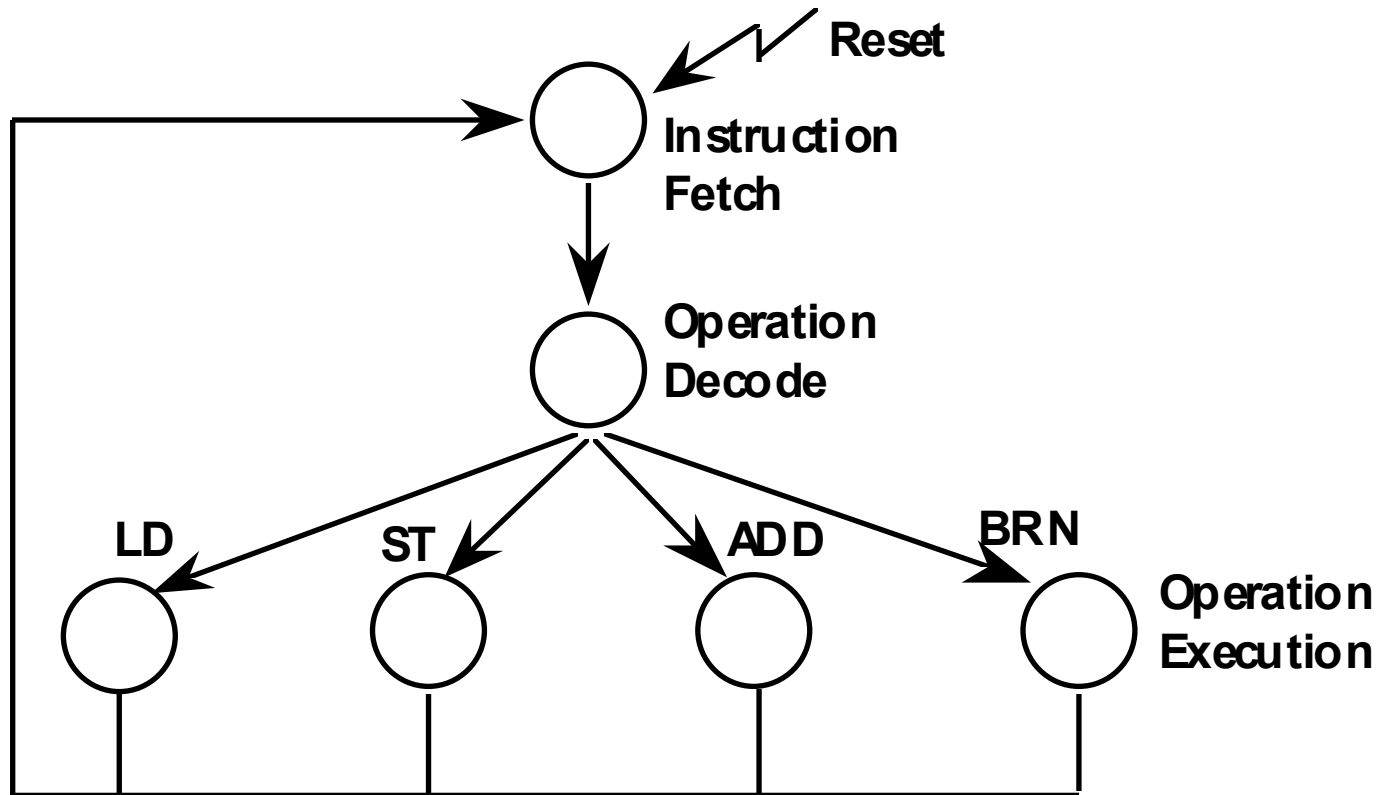 Reset
Instruction
Fetch
Operation
Decode
LD
ST
ADD
BRN
Operation
Execution